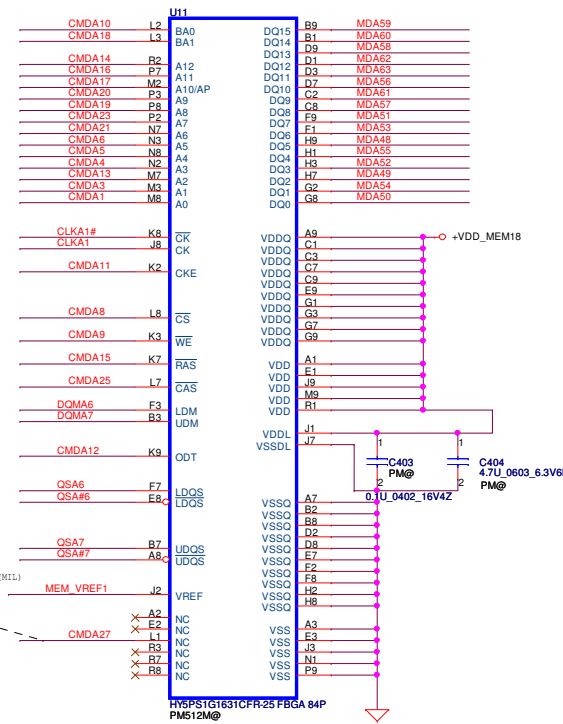 U11
CMDA10 L2 BA0 DQ15 B9 MDA59
CMDA18 L3 BA1 DQ14 B1 MDA60
DQ13 D9 MDA58
CMDA14 R2 A12 DQ12 D1 MDA62
CMDA16 P7 A11 DQ11 D3 MDA63
CMDA17 M2 A10/AP DQ10 D7 MDA56
CMDA20 P3 A9 DQ9 C2 MDA61
CMDA19 P8 A8 DQ8 C8 MDA57
CMDA23 P2 A7 DQ7 F9 MDA51
CMDA21 N7 A6 DQ6 F1 MDA53
CMDA6 N3 A5 DQ5 H9 MDA48
CMDA5 N8 A4 DQ4 H1 MDA55
CMDA4 N2 A3 DQ3 H3 MDA52
CMDA13 M7 A2 DQ2 H7 MDA49
CMDA3 M3 A1 DQ1 G2 MDA54
CMDA1 M8 A0 DQ0 G8 MDA50
CLKA1# K8 CK VDDQ A9 +VDD_MEM18
CLKA1 J8 CK VDDQ C1
VDDQ C3
CMDA11 K2 CKE VDDQ C7
VDDQ C9
VDDQ E9
VDDQ G1
CMDA8 L8 CS VDDQ G3
VDDQ G7
CMDA9 K3 WE VDDQ G9
CMDA15 K7 RAS VDD A1
VDD E1
CMDA25 L7 CAS VDD J9
VDD M9
DQMA6 F3 LDM VDD R1
DQMA7 B3 UDM
VDDL J1
VSSDL J7
1 1
CMDA12 K9 ODT
C403 C404
PM@ 4.7U_0603_6.3V6
2 2 PM@
0.1U_0402_16V4Z
QSA6 F7 LDQS
QSA#6 E8 LDQS VSSQ A7
VSSQ B2
VSSQ B8
VSSQ D2
QSA7 B7 UDQS VSSQ D8
QSA#7 A8 UDQS VSSQ E7
VSSQ F2
(MIL) VSSQ F8
MEM_VREF1 J2 VREF VSSQ H2
VSSQ H8
A2 NC
E2 NC VSS A3
CMDA27 L1 NC VSS E3
R3 NC VSS J3
R7 NC VSS N1
R8 NC VSS P9
HY5PS1G1631CFR-25 FBGA 84P
PM512M@